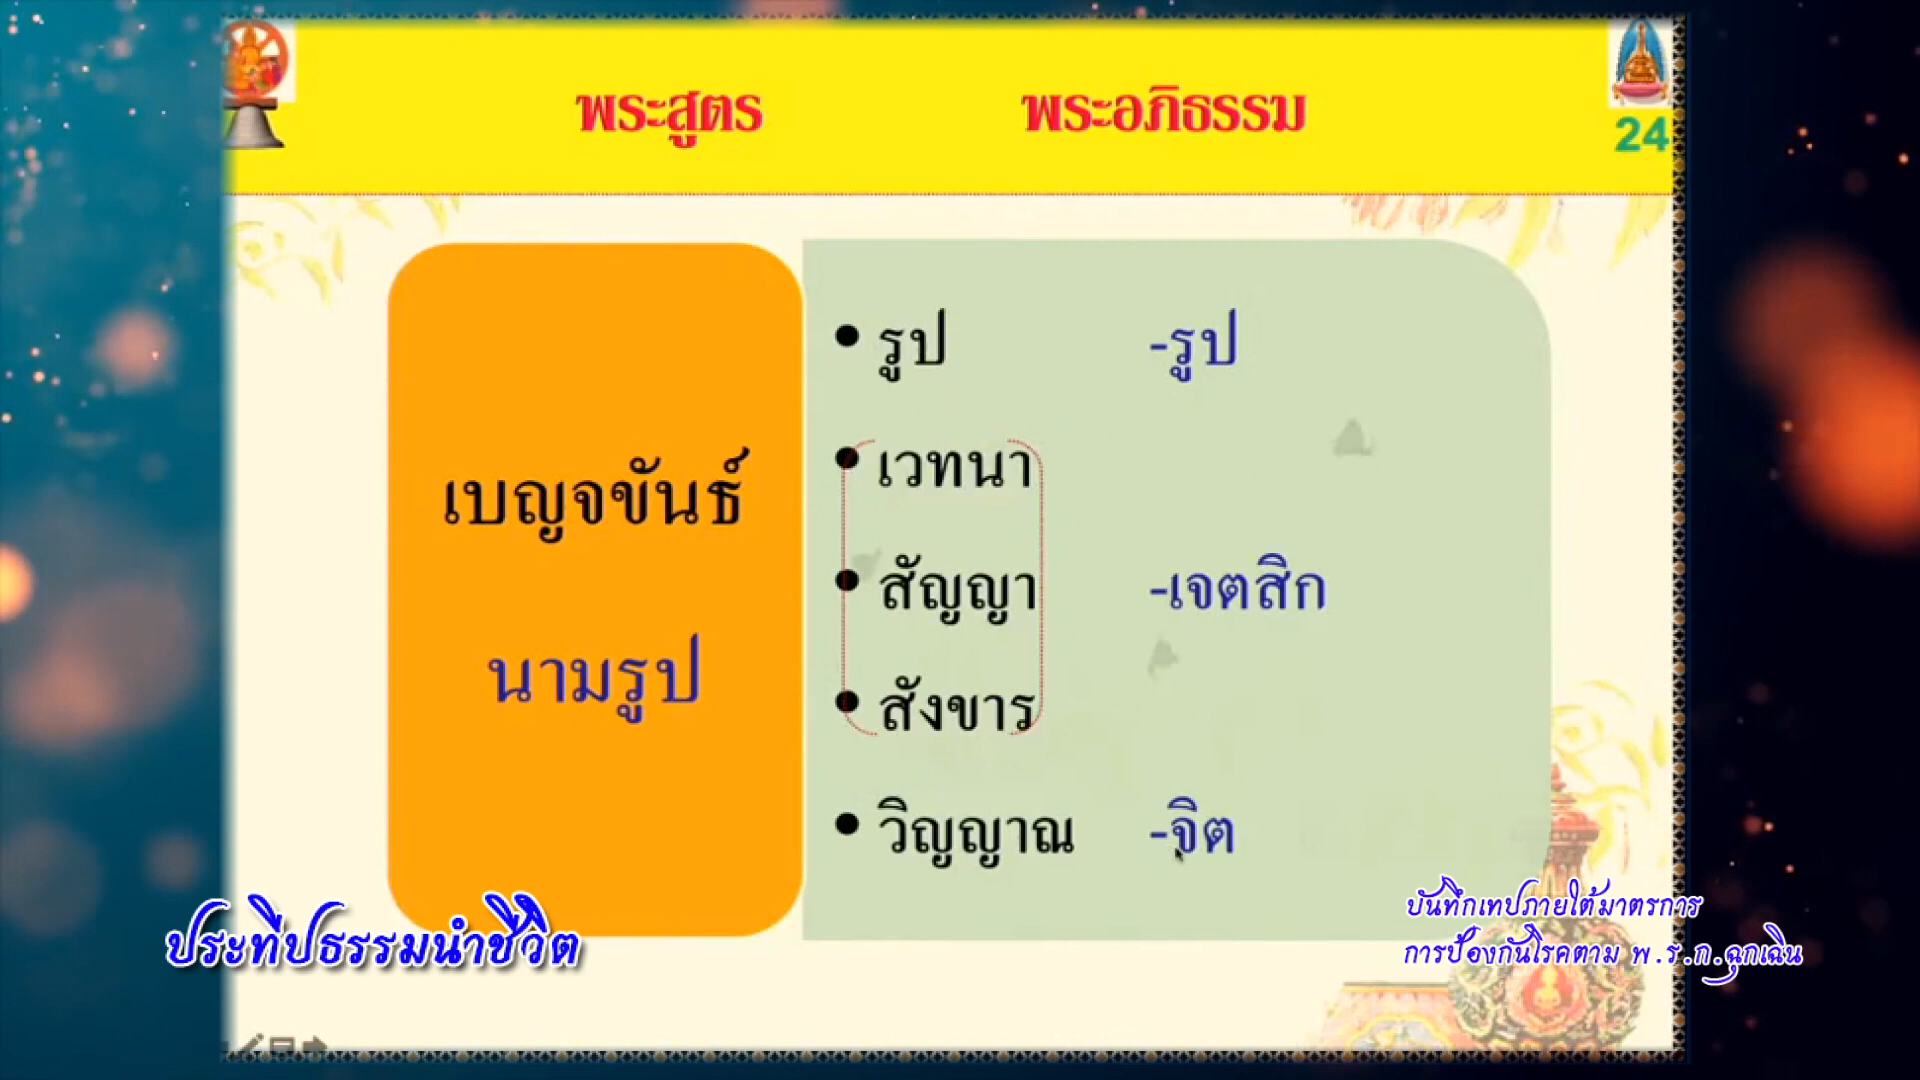 พระสูตร พระอภิธรรม
24
เบญจขันธ์
นามรูป
• รูป -รูป
• เวทนา
• สัญญา -เจตสิก
• สังขาร
• วิญญาณ -จิต
ประทีปธรรมนำชีวิต
บันทึกเทปภายใต้มาตรการ
การป้องกันโรคตาม พ.ร.ก.ฉุกเฉิน